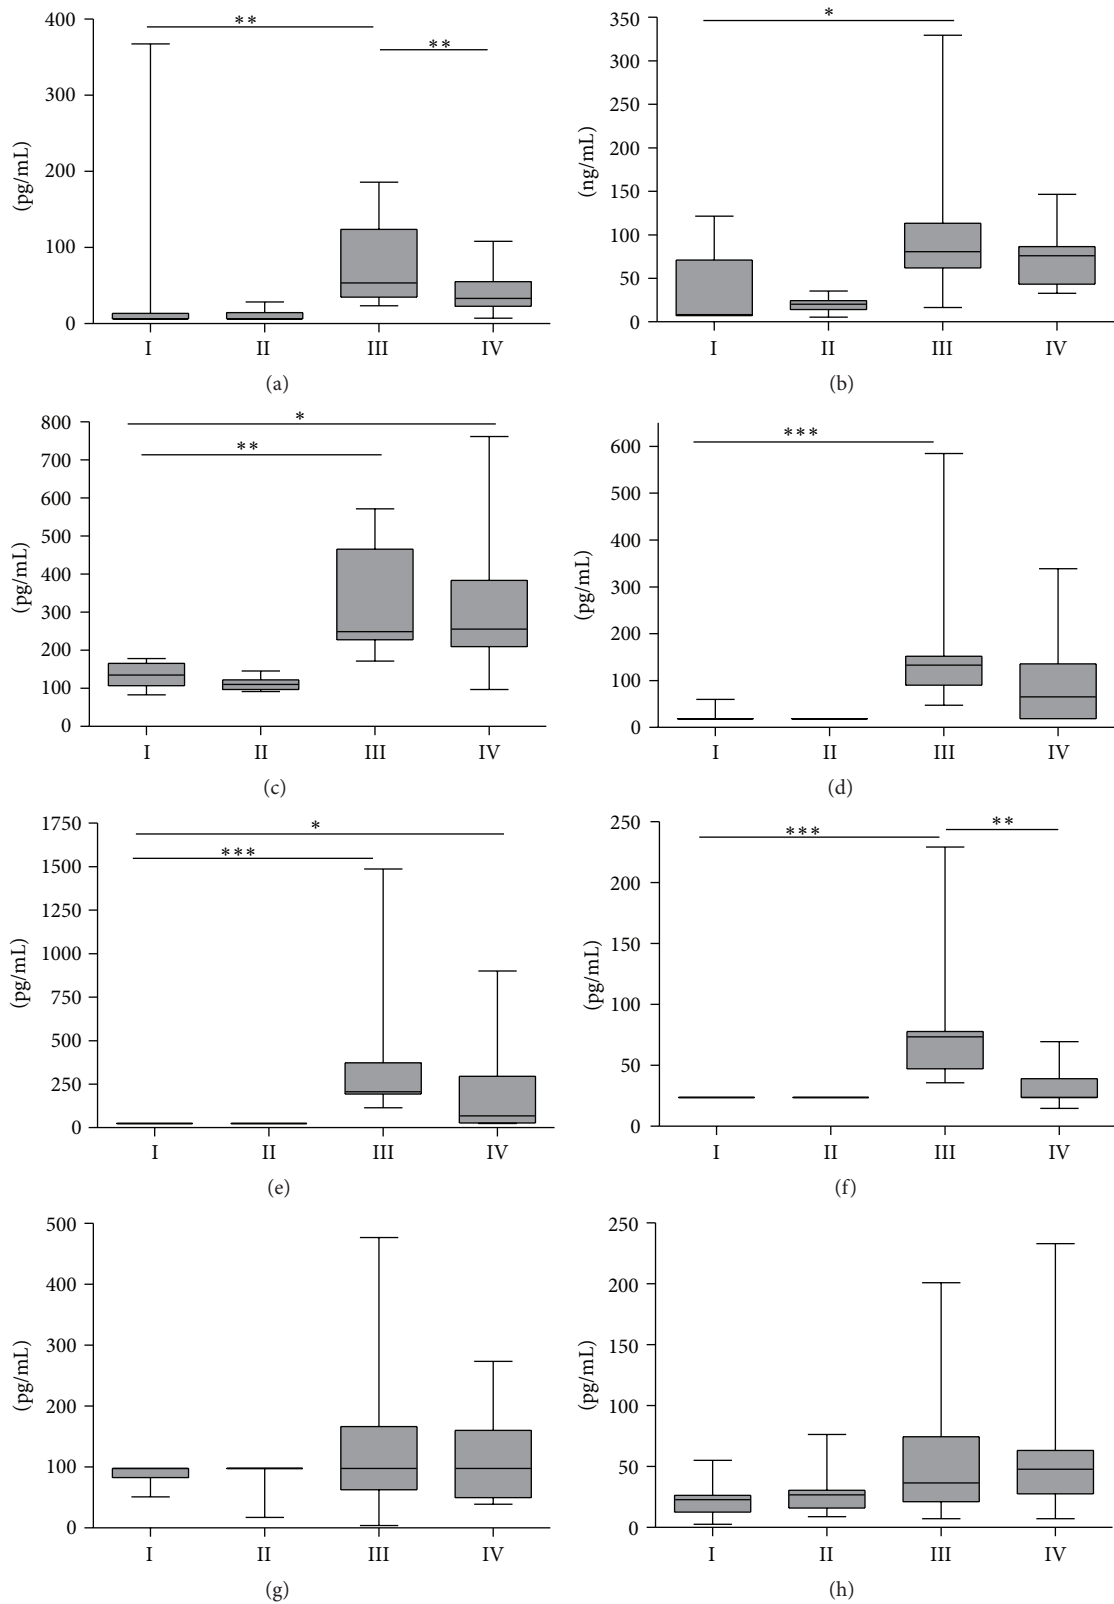 400
300
200
100
0
(pg/mL)
**
**
I II III IV
(a)
350
300
250
200
150
100
50
0
(ng/mL)
*
I II III IV
(b)
800
700
600
500
400
300
200
100
0
(pg/mL)
*
**
I II III IV
(c)
600
500
400
300
200
100
0
(pg/mL)
***
I II III IV
(d)
1750
1500
1250
1000
750
500
250
0
(pg/mL)
*
***
I II III IV
(e)
250
200
150
100
50
0
(pg/mL)
***
**
I II III IV
(f)
500
400
300
200
100
0
(pg/mL)
I II III IV
(g)
250
200
150
100
50
0
(pg/mL)
I II III IV
(h)